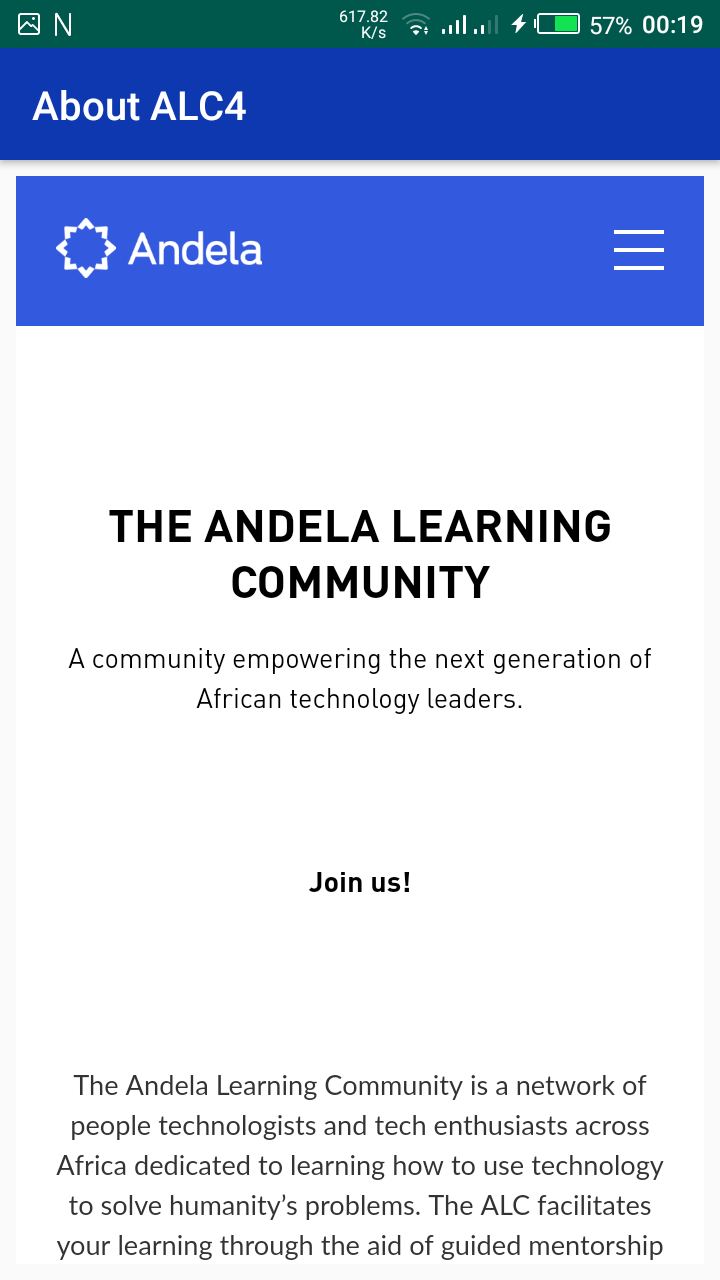 617.82
K/s
57% 00:19
About ALC4
Andela
THE ANDELA LEARNING
COMMUNITY
A community empowering the next generation of
African technology leaders.
Join us!
The Andela Learning Community is a network of
people technologists and tech enthusiasts across
Africa dedicated to learning how to use technology
to solve humanity’s problems. The ALC facilitates
your learning through the aid of guided mentorship